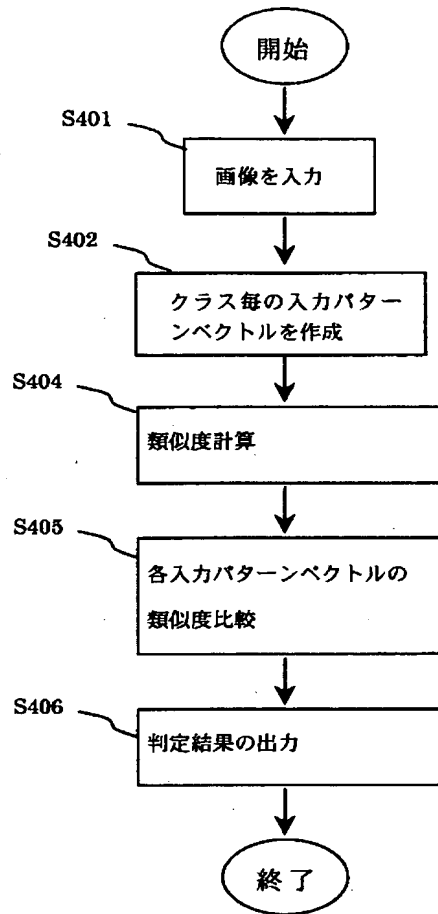 開始
S401
画像を入力
S402
クラス毎の入力パター
ンベクトルを作成
S404
類似度計算
S405
各入力パターンベクトルの
類似度比較
S406
判定結果の出力
終了